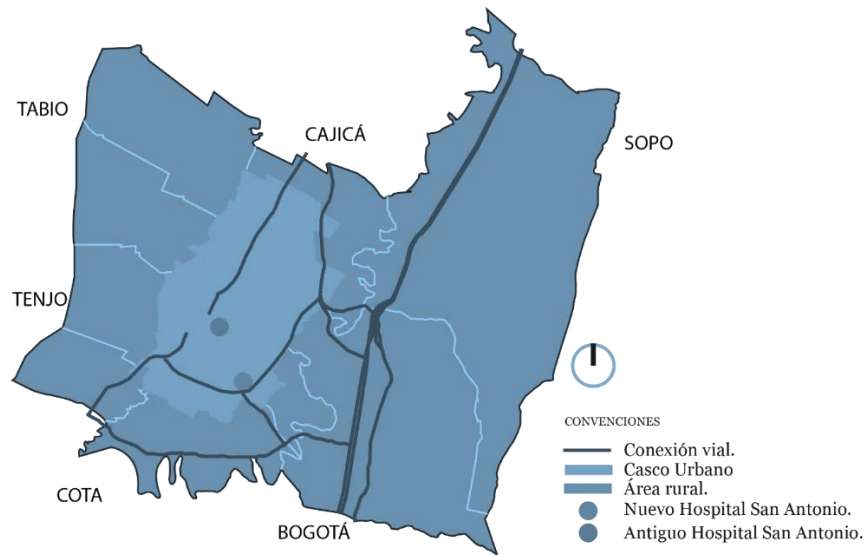 TABIO
CAJICÁ
SOPO
TENJO
COTA
BOGOTÁ
CONVENCIONES
Conexión vial.
Casco Urbano
Área rural.
Nuevo Hospital San Antonio.
Antiguo Hospital San Antonio.